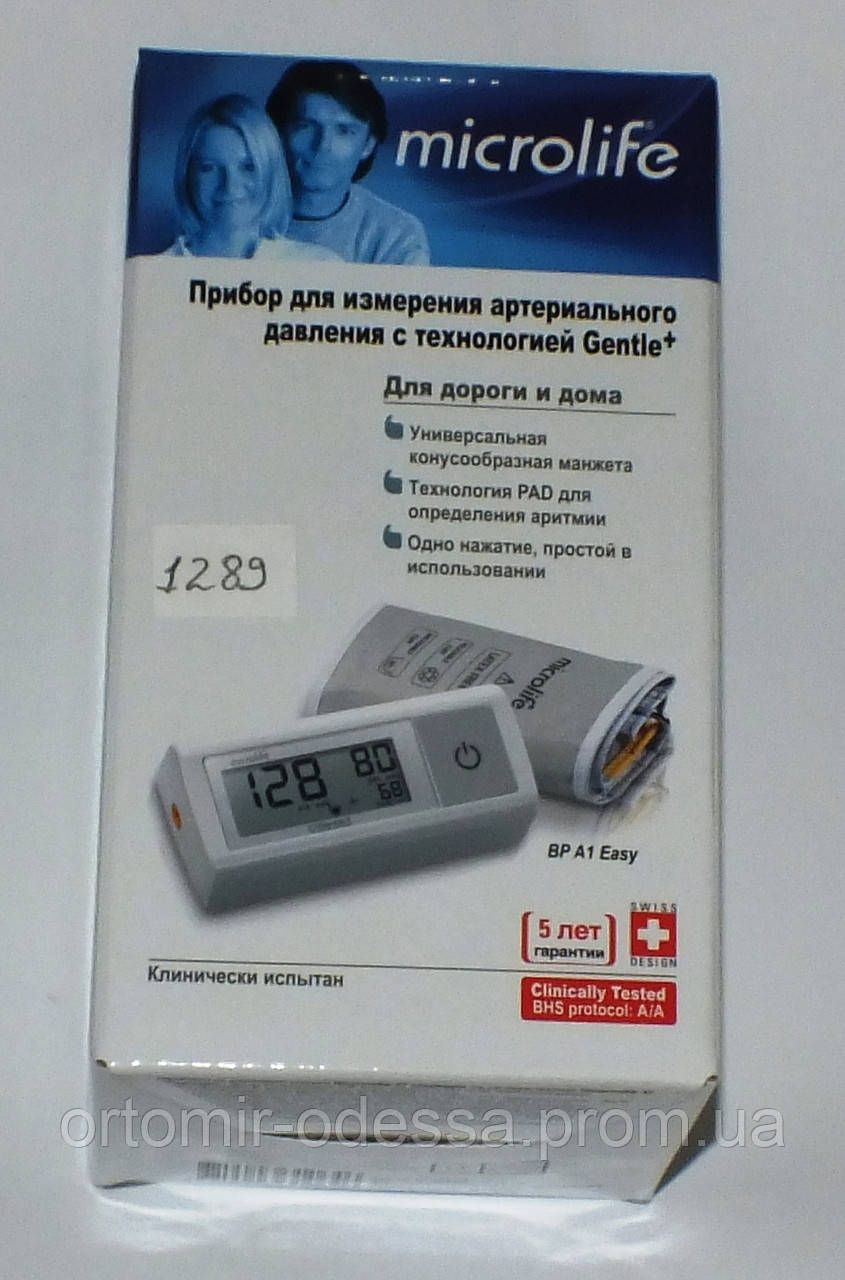 microlife
Прибор для измерения артериального
давления с технологией Gentle+
Для дороги и дома
Универсальная
конусообразная манжета
Технология PAD для
определения аритмии
Одно нажатие, простой в
использовании
1289
microlife
microlife
128
80
68
BP A1 Easy
5 лет
гарантии
SWISS
DESIGN
Клинически испытан
Clinically Tested
BHS protocol: A/A
ortomir-odessa.prom.ua